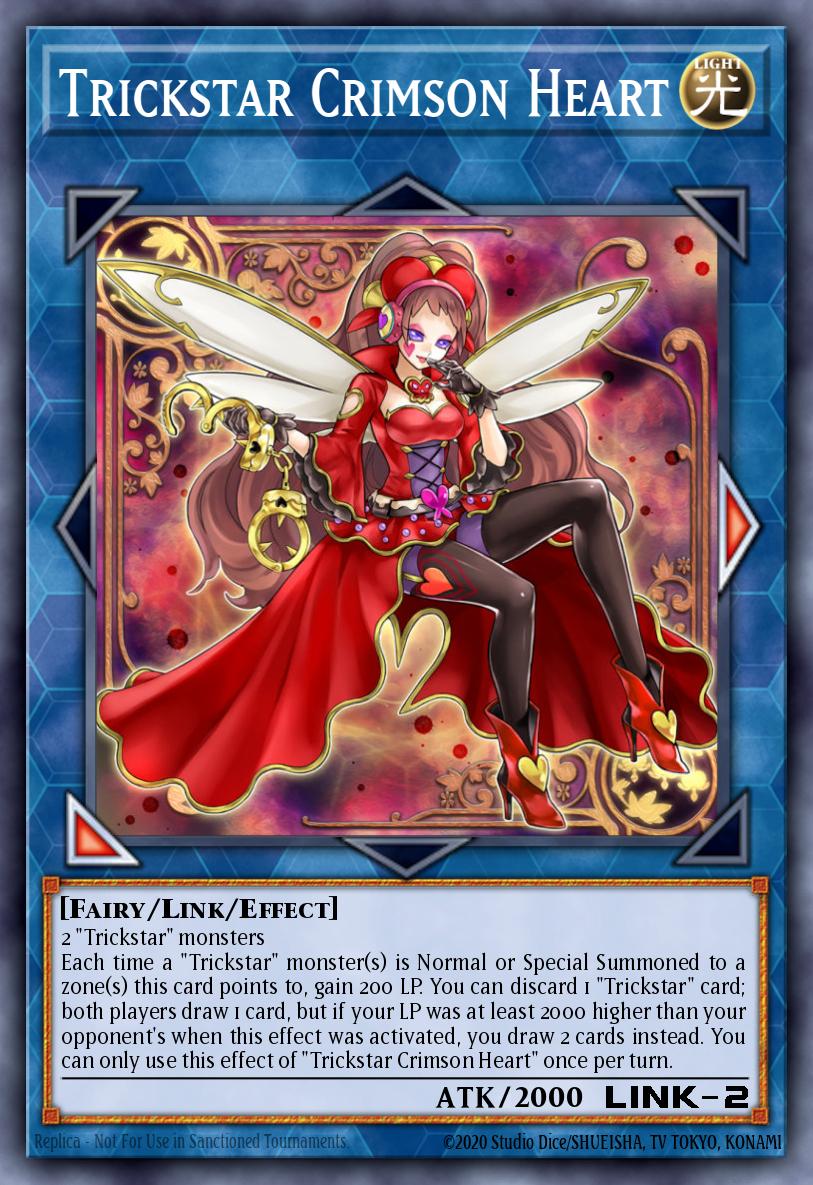 Trickstar Crimson Heart
LIGHT
光
[Fairy/Link/Effect]
2 "Trickstar" monsters
Each time a "Trickstar" monster(s) is Normal or Special Summoned to a
zone(s) this card points to, gain 200 LP. You can discard 1 "Trickstar" card;
both players draw 1 card, but if your LP was at least 2000 higher than your
opponent's when this effect was activated, you draw 2 cards instead. You
can only use this effect of "Trickstar Crimson Heart" once per turn.
ATK/2000 LINK-2
Replica - Not For Use in Sanctioned Tournaments. ©2020 Studio Dice/SHUEISHA, TV TOKYO, KONAMI